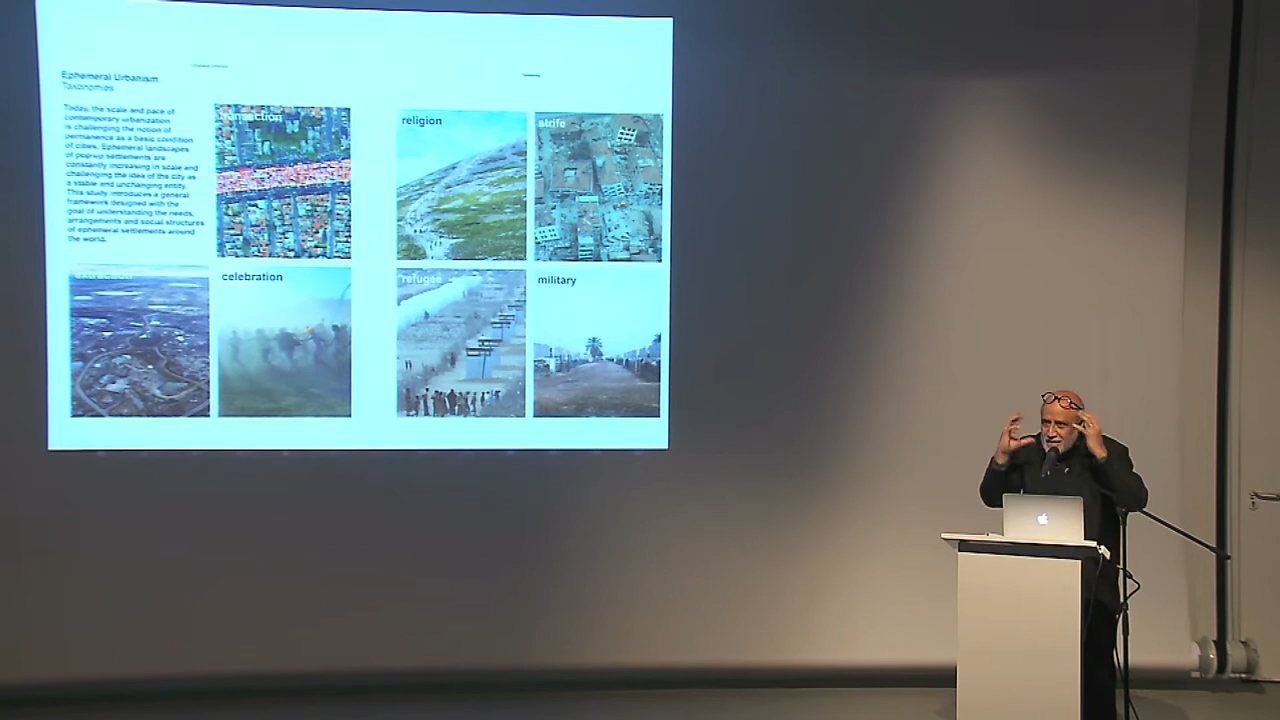 Ephemeral Urbanism
Taxonomies
Today, the scale and pace of
contemporary urbanization
is challenging the notion of
permanence as a basic condition
of cities. Ephemeral landscapes
of pop-up settlements are
constantly increasing in scale and
challenging the idea of the city as
a stable and unchanging entity.
This study introduces a general
framework designed with the
goal of understanding the needs,
arrangements and social structures
of ephemeral settlements around
the world.
transaction
religion
strife
extraction
celebration
refugee
military